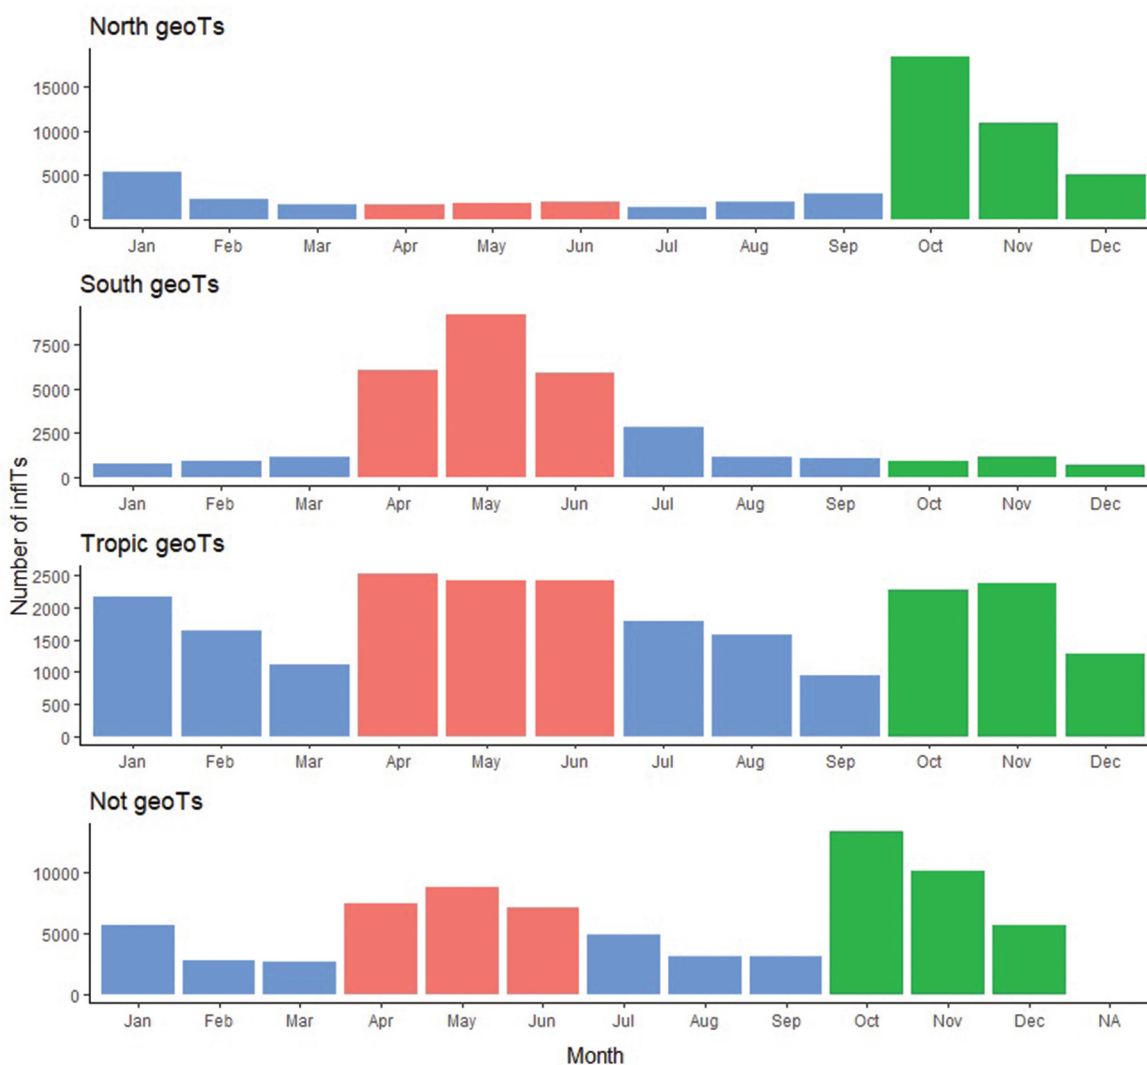 North geoTs
15000
10000
5000
0
Jan Feb Mar Apr May Jun Jul Aug Sep Oct Nov Dec
South geoTs
7500
5000
2500
0
Jan Feb Mar Apr May Jun Jul Aug Sep Oct Nov Dec
Number of inflTs
Tropic geoTs
2500
2000
1500
1000
500
0
Jan Feb Mar Apr May Jun Jul Aug Sep Oct Nov Dec
Not geoTs
10000
5000
0
Jan Feb Mar Apr May Jun Jul Aug Sep Oct Nov Dec NA
Month